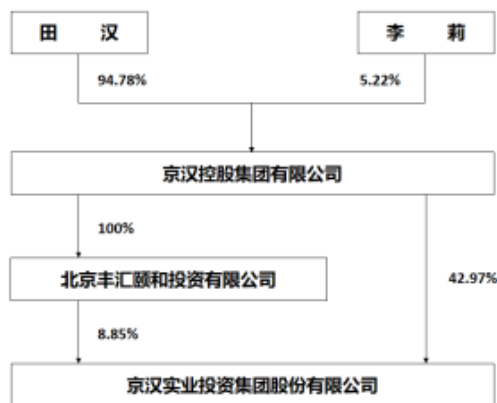 田 汉
李 莉
94.78%
5.22%
京汉控股集团有限公司
100%
北京丰汇颐和投资有限公司
42.97%
8.85%
京汉实业投资集团股份有限公司